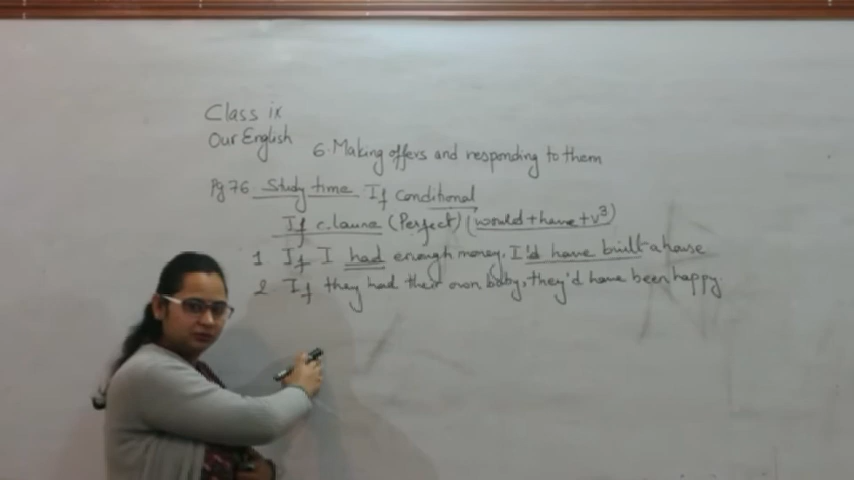 Class ix
Our English
6. Making offers and responding to them
Pg 76 Study time If conditional
If clause (Perfect) (would+have+v³)
1 If I had enough money, I'd have built a house
2 If they had their own baby, they'd have been happy.